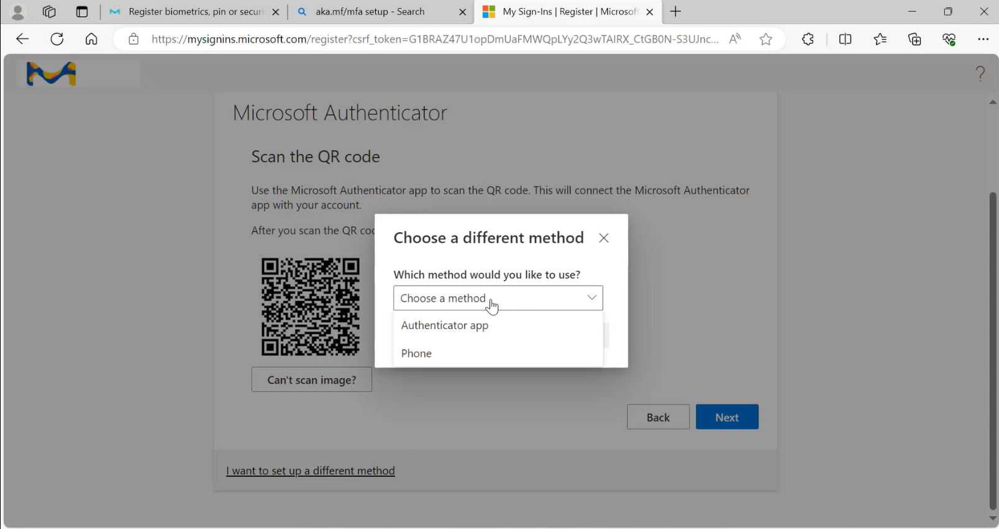 Register biometrics, pin or securi
aka.mf/mfa setup - Search
My Sign-Ins | Register | Microsoft
https://mysignins.microsoft.com/register?csrf_token=G1BRAZ47U1opDmUaFMWQpLYy2Q3wTAIRX_CtGB0N-S3UJnc...
Microsoft Authenticator
Scan the QR code
Use the Microsoft Authenticator app to scan the QR code. This will connect the Microsoft Authenticator
app with your account.
After you scan the QR cod
Choose a different method
Which method would you like to use?
Choose a method
Authenticator app
Phone
Can't scan image?
Back
Next
I want to set up a different method